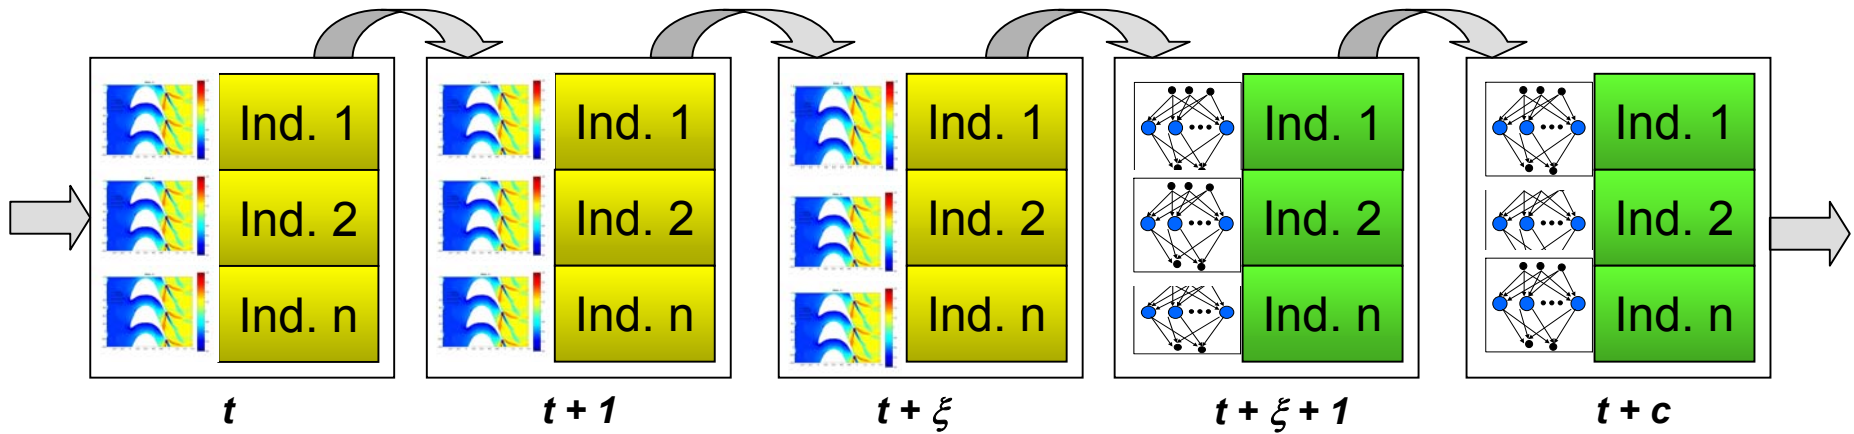 Ind. 1
Ind. 2
Ind. n
t
Ind. 1
Ind. 2
Ind. n
t + 1
Ind. 1
Ind. 2
Ind. n
t + ξ
Ind. 1
Ind. 2
Ind. n
t + ξ + 1
Ind. 1
Ind. 2
Ind. n
t + c